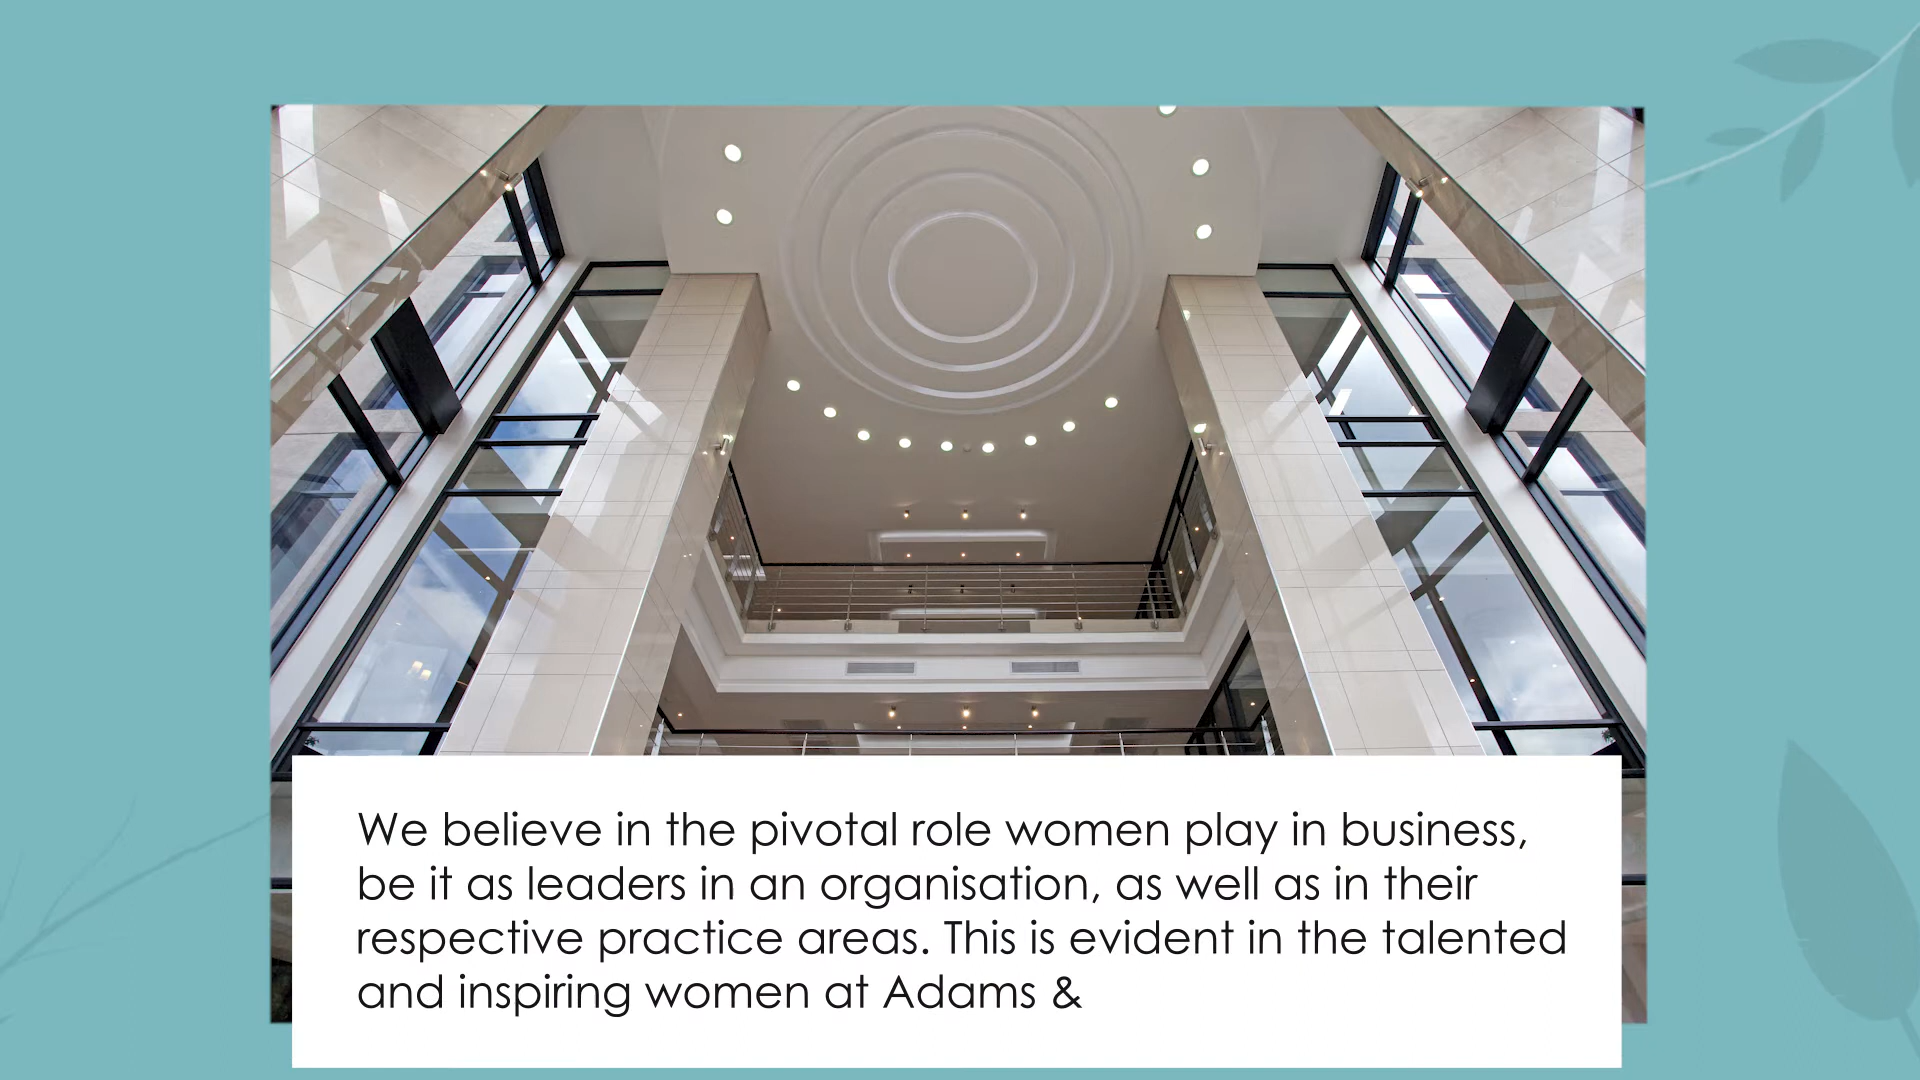 We believe in the pivotal role women play in business,
be it as leaders in an organisation, as well as in their
respective practice areas. This is evident in the talented
and inspiring women at Adams &